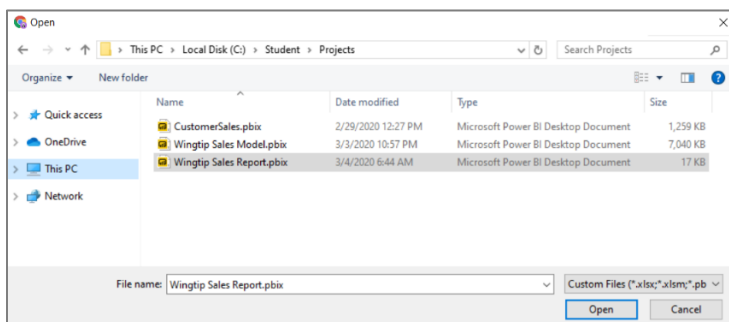 Open
This PC > Local Disk (C:) > Student > Projects
Search Projects
Organize New folder
Name Date modified Type Size
Quick access
OneDrive
This PC
Network
CustomerSales.pbix 2/29/2020 12:27 PM Microsoft Power BI Desktop Document 1,259 KB
Wingtip Sales Model.pbix 3/3/2020 10:57 PM Microsoft Power BI Desktop Document 7,040 KB
Wingtip Sales Report.pbix 3/4/2020 6:44 AM Microsoft Power BI Desktop Document 17 KB
File name: Wingtip Sales Report.pbix Custom Files (*.xlsx;*.xlsm;*.pb
Open Cancel